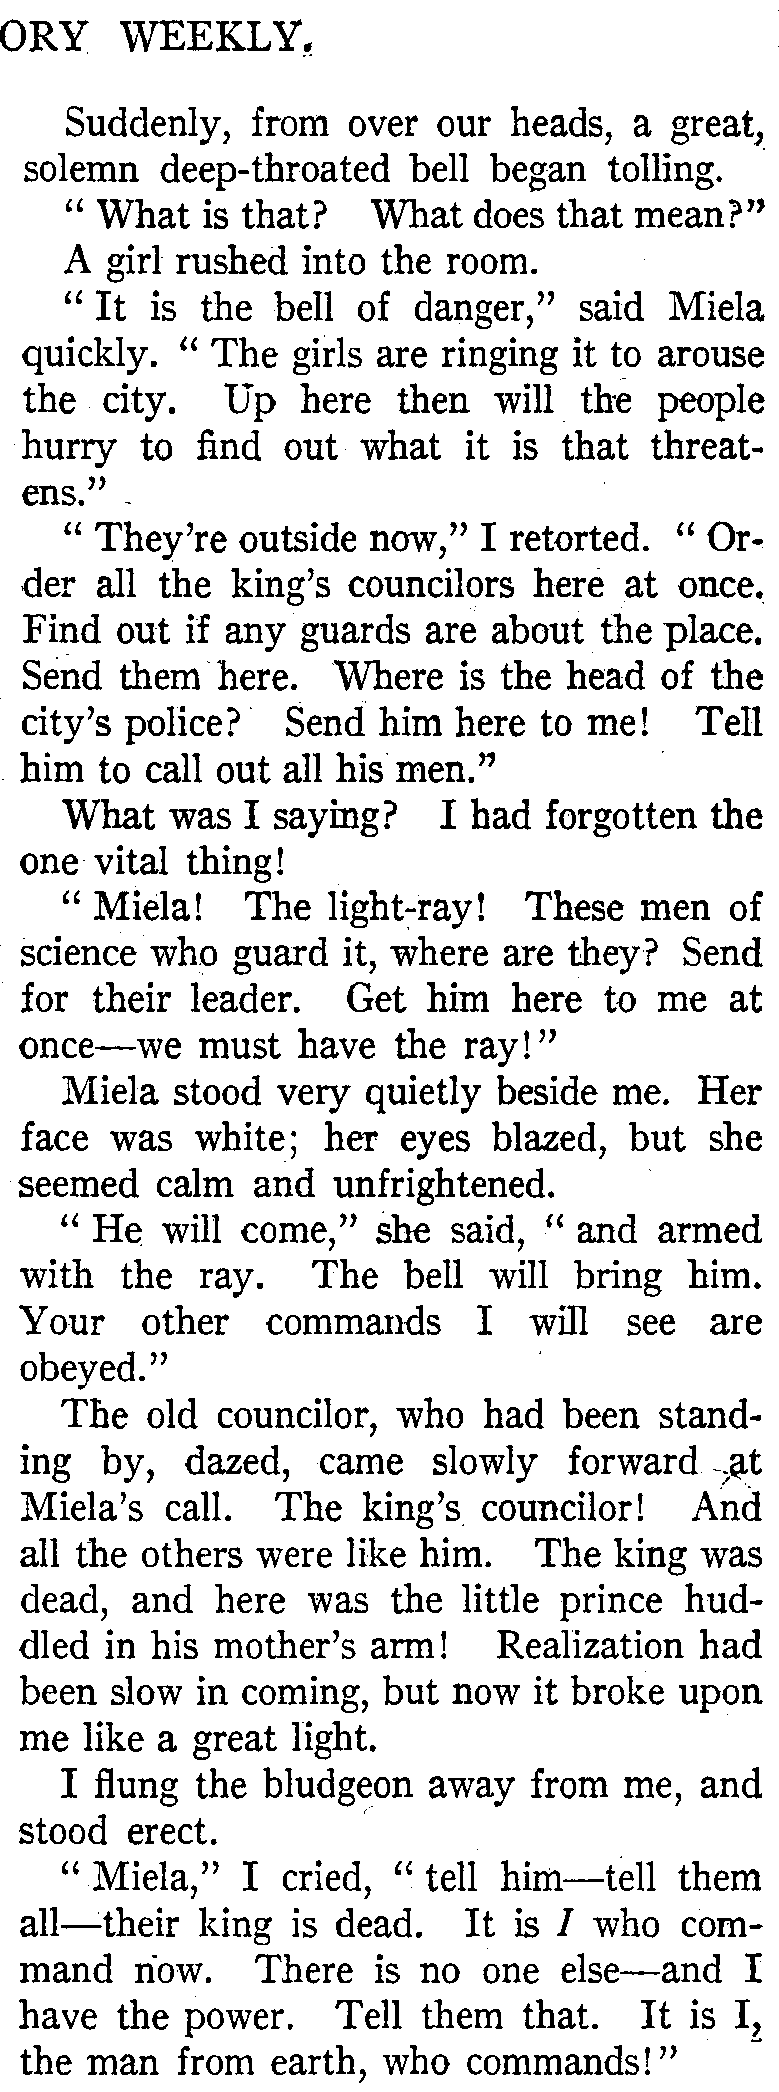 ORY WEEKLY.
Suddenly, from over our heads, a great,
solemn deep-throated bell began tolling.
“ What is that? What does that mean?”
A girl rushed into the room.
“ It is the bell of danger,” said Miela
quickly. “ The girls are ringing it to arouse
the city. Up here then will the people
hurry to find out what it is that threat-
ens.”
“ They’re outside now,” I retorted. “ Or-
der all the king’s councilors here at once.
Find out if any guards are about the place.
Send them here. Where is the head of the
city’s police? Send him here to me! Tell
him to call out all his men.”
What was I saying? I had forgotten the
one vital thing!
“ Miela! The light-ray! These men of
science who guard it, where are they? Send
for their leader. Get him here to me at
once—we must have the ray!”
Miela stood very quietly beside me. Her
face was white; her eyes blazed, but she
seemed calm and unfrightened.
“ He will come,” she said, “ and armed
with the ray. The bell will bring him.
Your other commands I will see are
obeyed.”
The old councilor, who had been stand-
ing by, dazed, came slowly forward at
Miela’s call. The king’s councilor! And
all the others were like him. The king was
dead, and here was the little prince hud-
dled in his mother’s arm! Realization had
been slow in coming, but now it broke upon
me like a great light.
I flung the bludgeon away from me, and
stood erect.
“ Miela,” I cried, “ tell him—tell them
all—their king is dead. It is I who com-
mand now. There is no one else—and I
have the power. Tell them that. It is I,
the man from earth, who commands!”